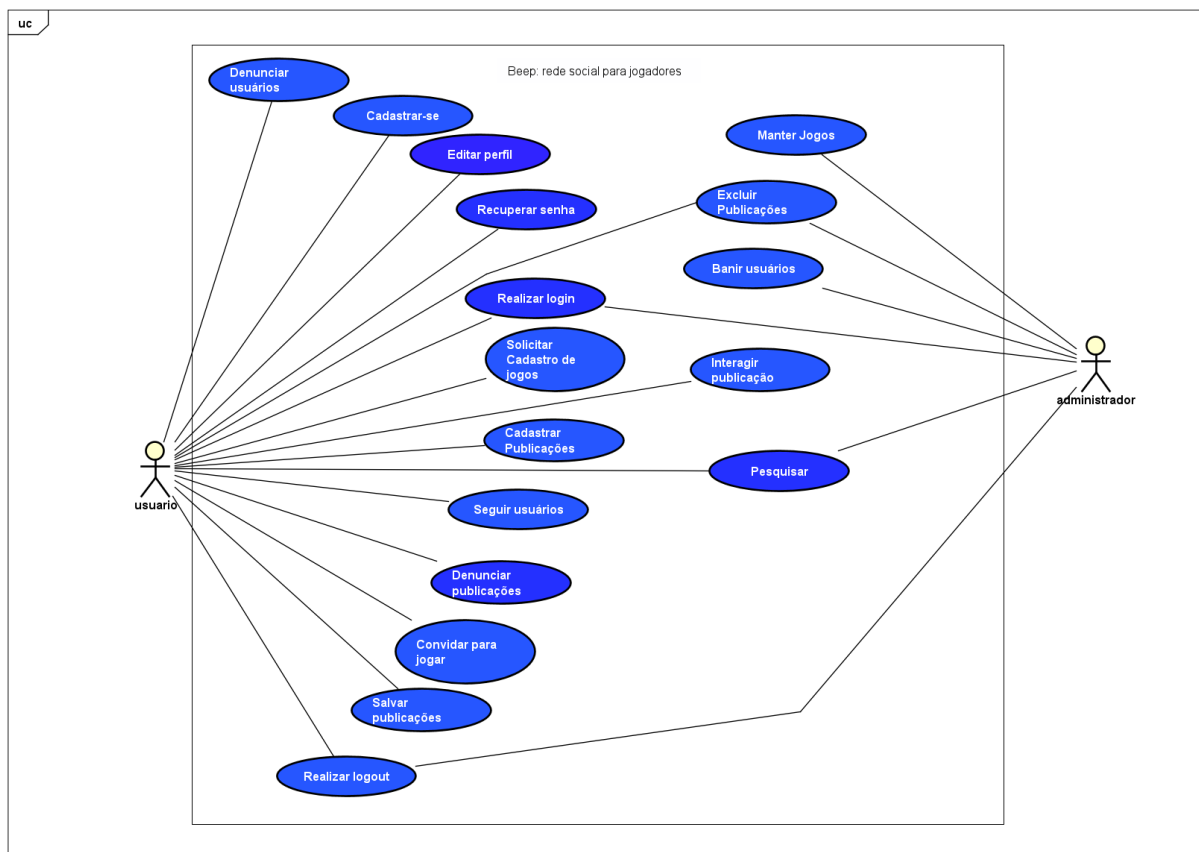 uc
Beep: rede social para jogadores
Denunciar
usuários
Cadastrar-se
Manter Jogos
Editar perfil
Excluir
Publicações
Recuperar senha
Banir usuários
Realizar login
Solicitar
Cadastro de
jogos
Interagir
publicação
administrador
Cadastrar
Publicações
Pesquisar
usuario
Seguir usuários
Denunciar
publicações
Convidar para
jogar
Salvar
publicações
Realizar logout